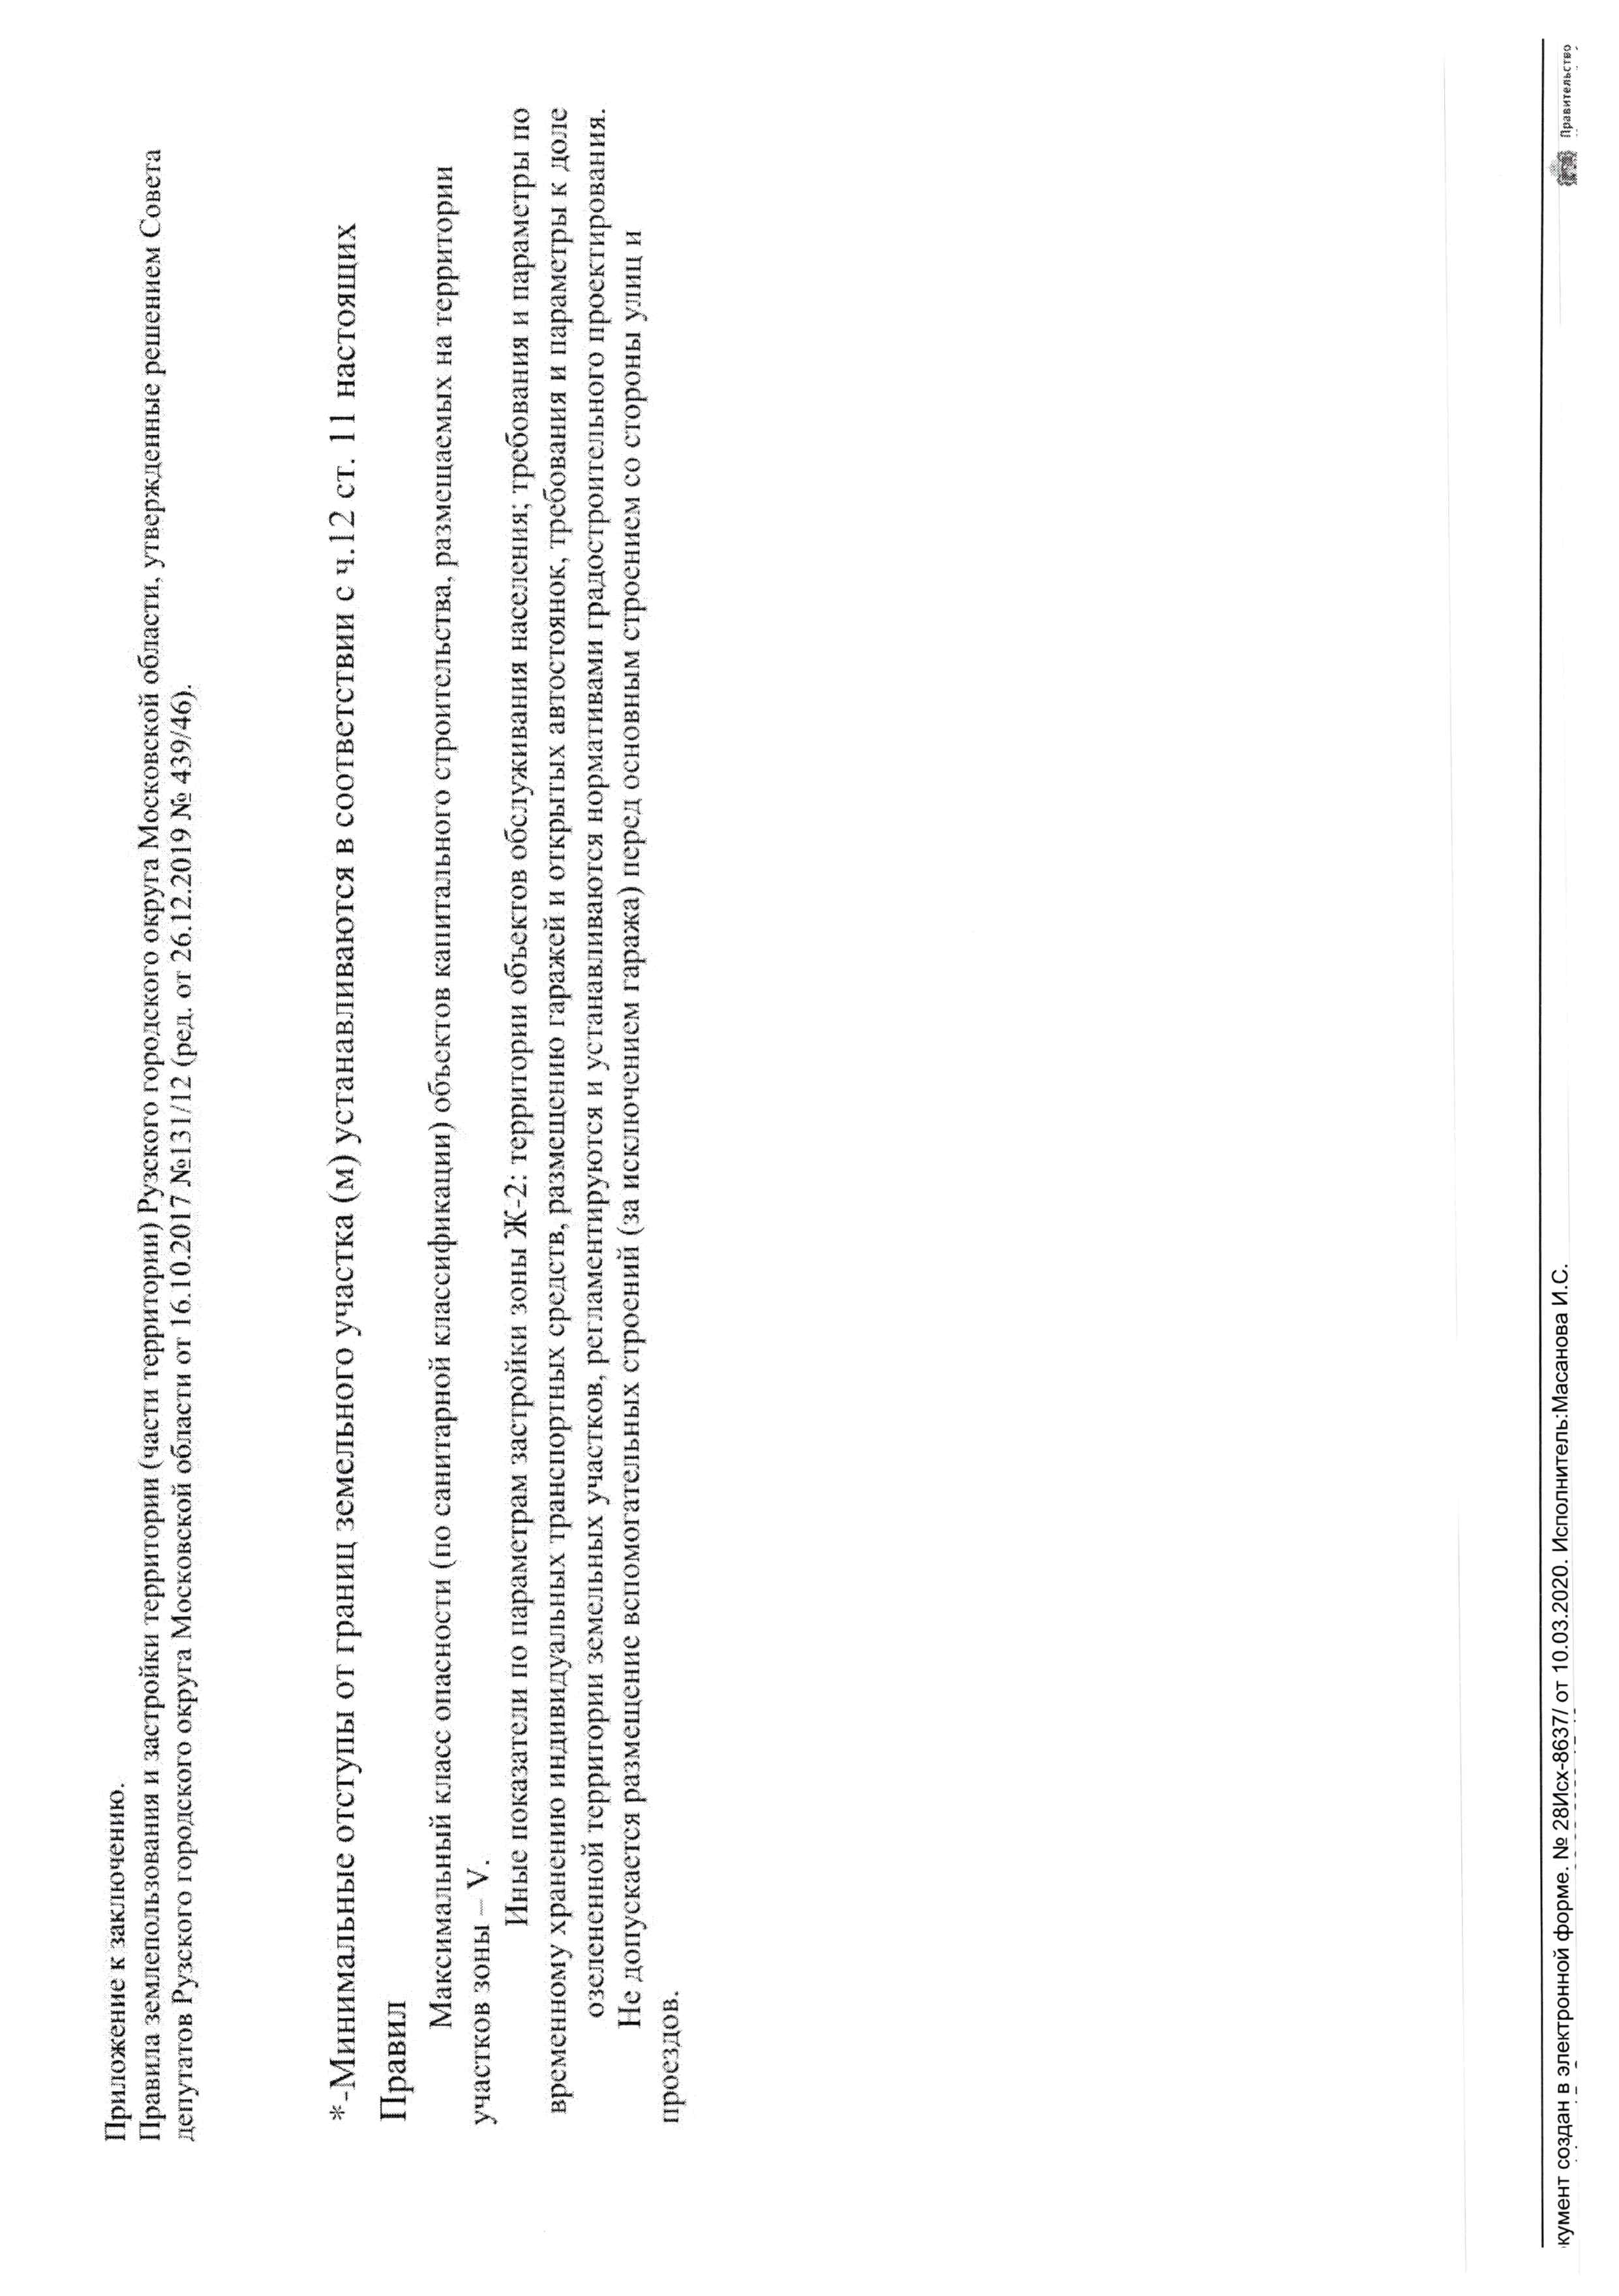 Приложение к заключению.
Правила землепользования и застройки территории (части территории) Рузского городского округа Московской области, утвержденные решением Совета
депутатов Рузского городского округа Московской области от 16.10.2017 №131/12 (ред. от 26.12.2019 № 439/46).
*-Минимальные отступы от границ земельного участка (м) устанавливаются в соответствии с ч.12 ст. 11 настоящих
Правил
Максимальный класс опасности (по санитарной классификации) объектов капитального строительства, размещаемых на территории
участков зоны – V.
Иные показатели по параметрам застройки зоны Ж-2: территории объектов обслуживания населения; требования и параметры по
временному хранению индивидуальных транспортных средств, размещению гаражей и открытых автостоянок, требования и параметры к доле
озелененной территории земельных участков, регламентируются и устанавливаются нормативами градостроительного проектирования.
Не допускается размещение вспомогательных строений (за исключением гаража) перед основным строением со стороны улиц и
проездов.
кумент создан в электронной форме. № 28Исх-8637/ от 10.03.2020. Исполнитель:Масанова И.С.
Правительство